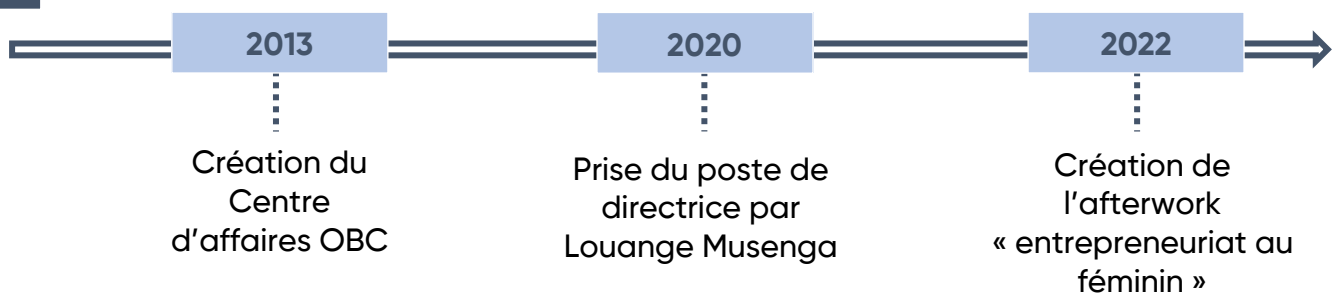 2013
2020
2022
Création du
Centre
d'affaires OBC
Prise du poste de
directrice par
Louange Musenga
Création de
l'afterwork
« entrepreneuriat au
féminin »